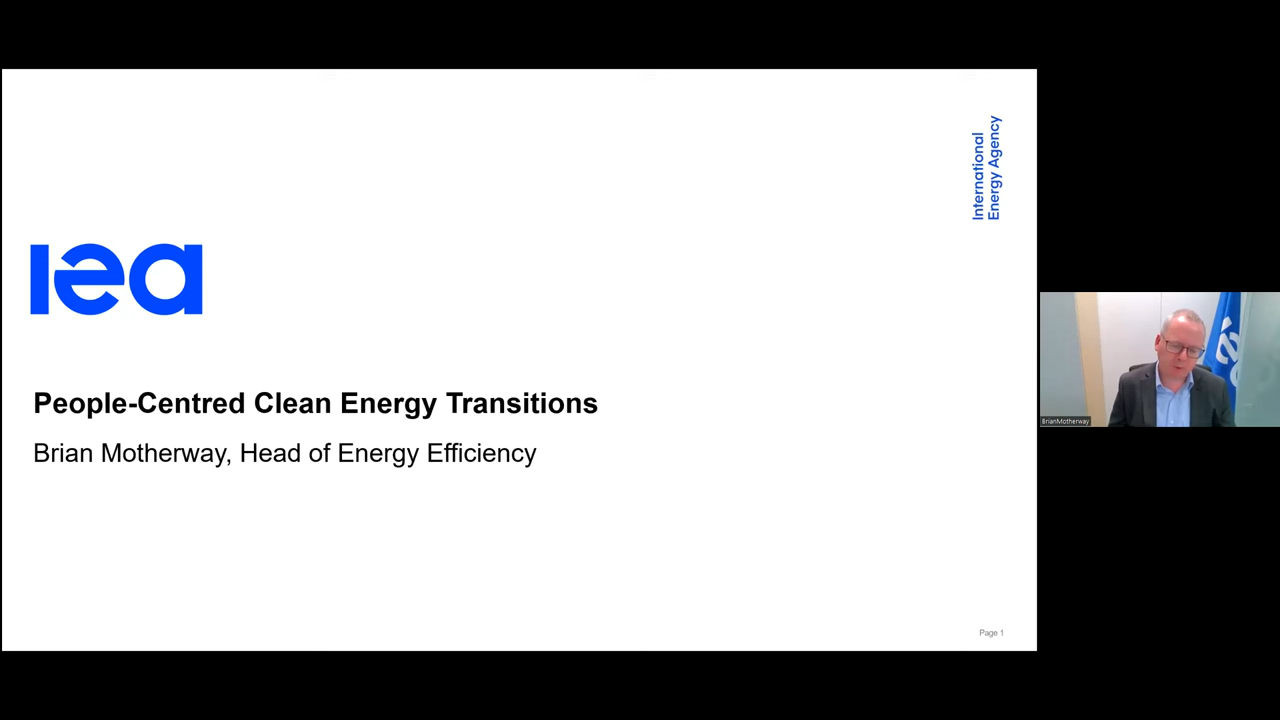 International
Energy Agency
iea
People-Centred Clean Energy Transitions
Brian Motherway, Head of Energy Efficiency
BrianMotherway
Page 1